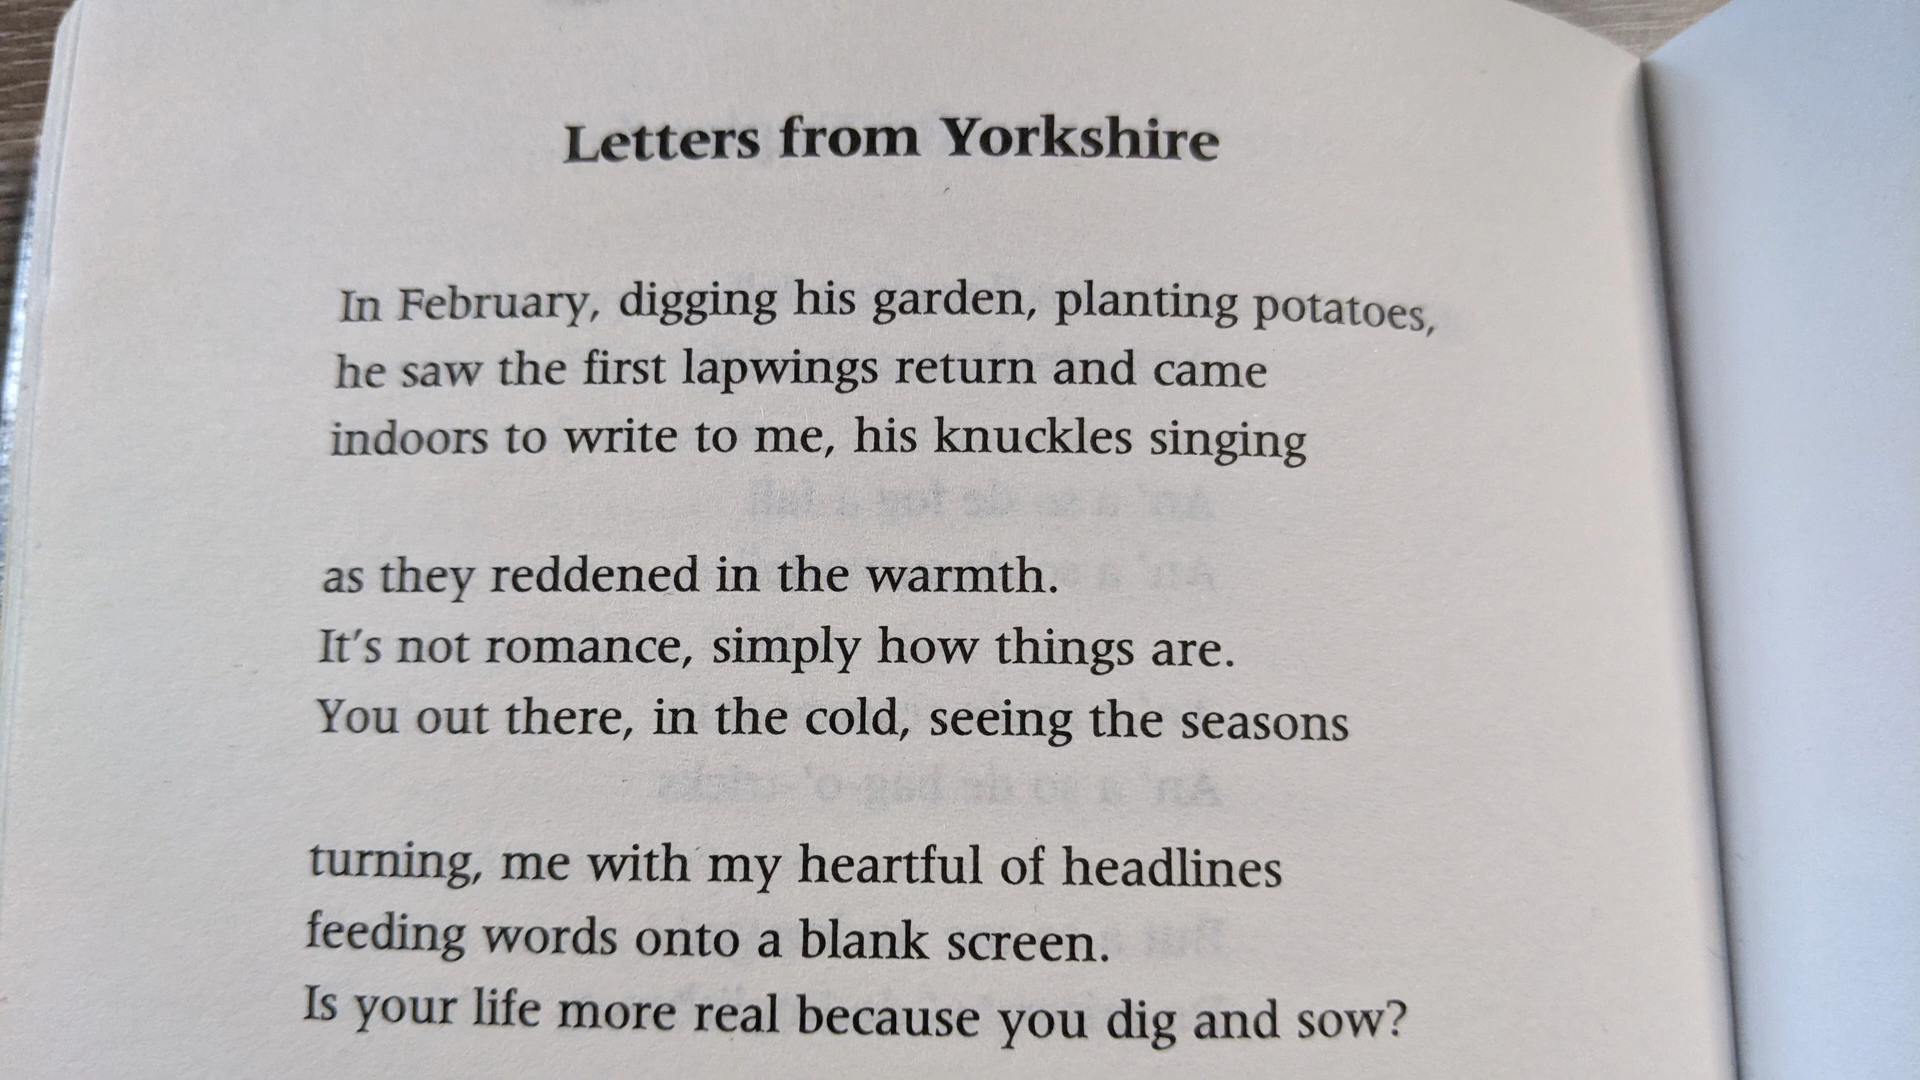 Letters from Yorkshire
In February, digging his garden, planting potatoes,
he saw the first lapwings return and came
indoors to write to me, his knuckles singing
as they reddened in the warmth.
It's not romance, simply how things are.
You out there, in the cold, seeing the seasons
turning, me with my heartful of headlines
feeding words onto a blank screen.
Is your life more real because you dig and sow?